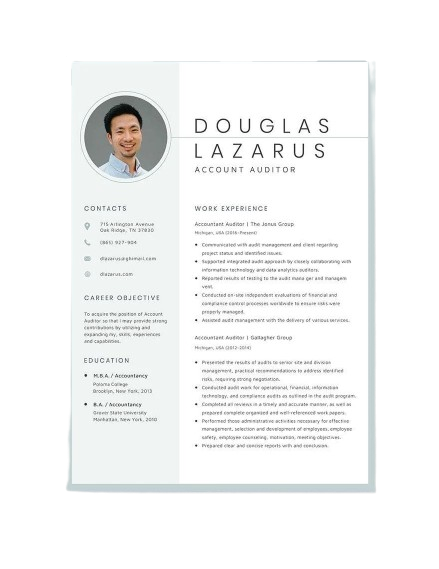 DOUGLAS
LAZARUS
ACCOUNT AUDITOR
CONTACTS
715 Arlington Avenue
Oak Ridge, TN 37830
(865) 927-904
dlazarus@gmail.com
@lazarus.com
CAREER OBJECTIVE
To acquire the position of Account
Auditor so that i may provide strong
contributions by utilizing and
expanding my, skills, experiences
and capabilities.
EDUCATION
M.B.A. / Accountancy
Paloma College
Brooklyn, New York, 2013
B.A. / Accountancy
Grover State University
Manhattan, New York, 2010
WORK EXPERIENCE
Accountant Auditor | The Jonus Group
Michigan, USA (2016-Present)
Communicated with audit management and client regarding
project status and identified issues.
Supported integrated audit approach by closely collaborating with
information technology and data analytics auditors.
Reported results of testing to the audit mana ger and managem
vent.
Conducted on-site independent evaluations of financial and
compliance control processes worldwide to ensure risks were
properly managed.
Assisted audit management with the delivery of various services.
Accountant Auditor | Gallagher Group
Michigan, USA (2012-2014)
Presented the results of audits to senior site and division
management, practical recommendations to address identified
risks, requiring strong negotiation.
Conducted audit work for operational, financial, information
technology, and compliance audits as outlined in the audit program.
Completed all reviews in a timely and accurate manner, as well as
prepared complete organized and well-referenced work papers.
Performed those administrative activities necessary for effective
management, selection and development of employees, employee
safety, employee counseling, motivation, meeting objectives.
Prepared clear and concise reports with and conclusion.